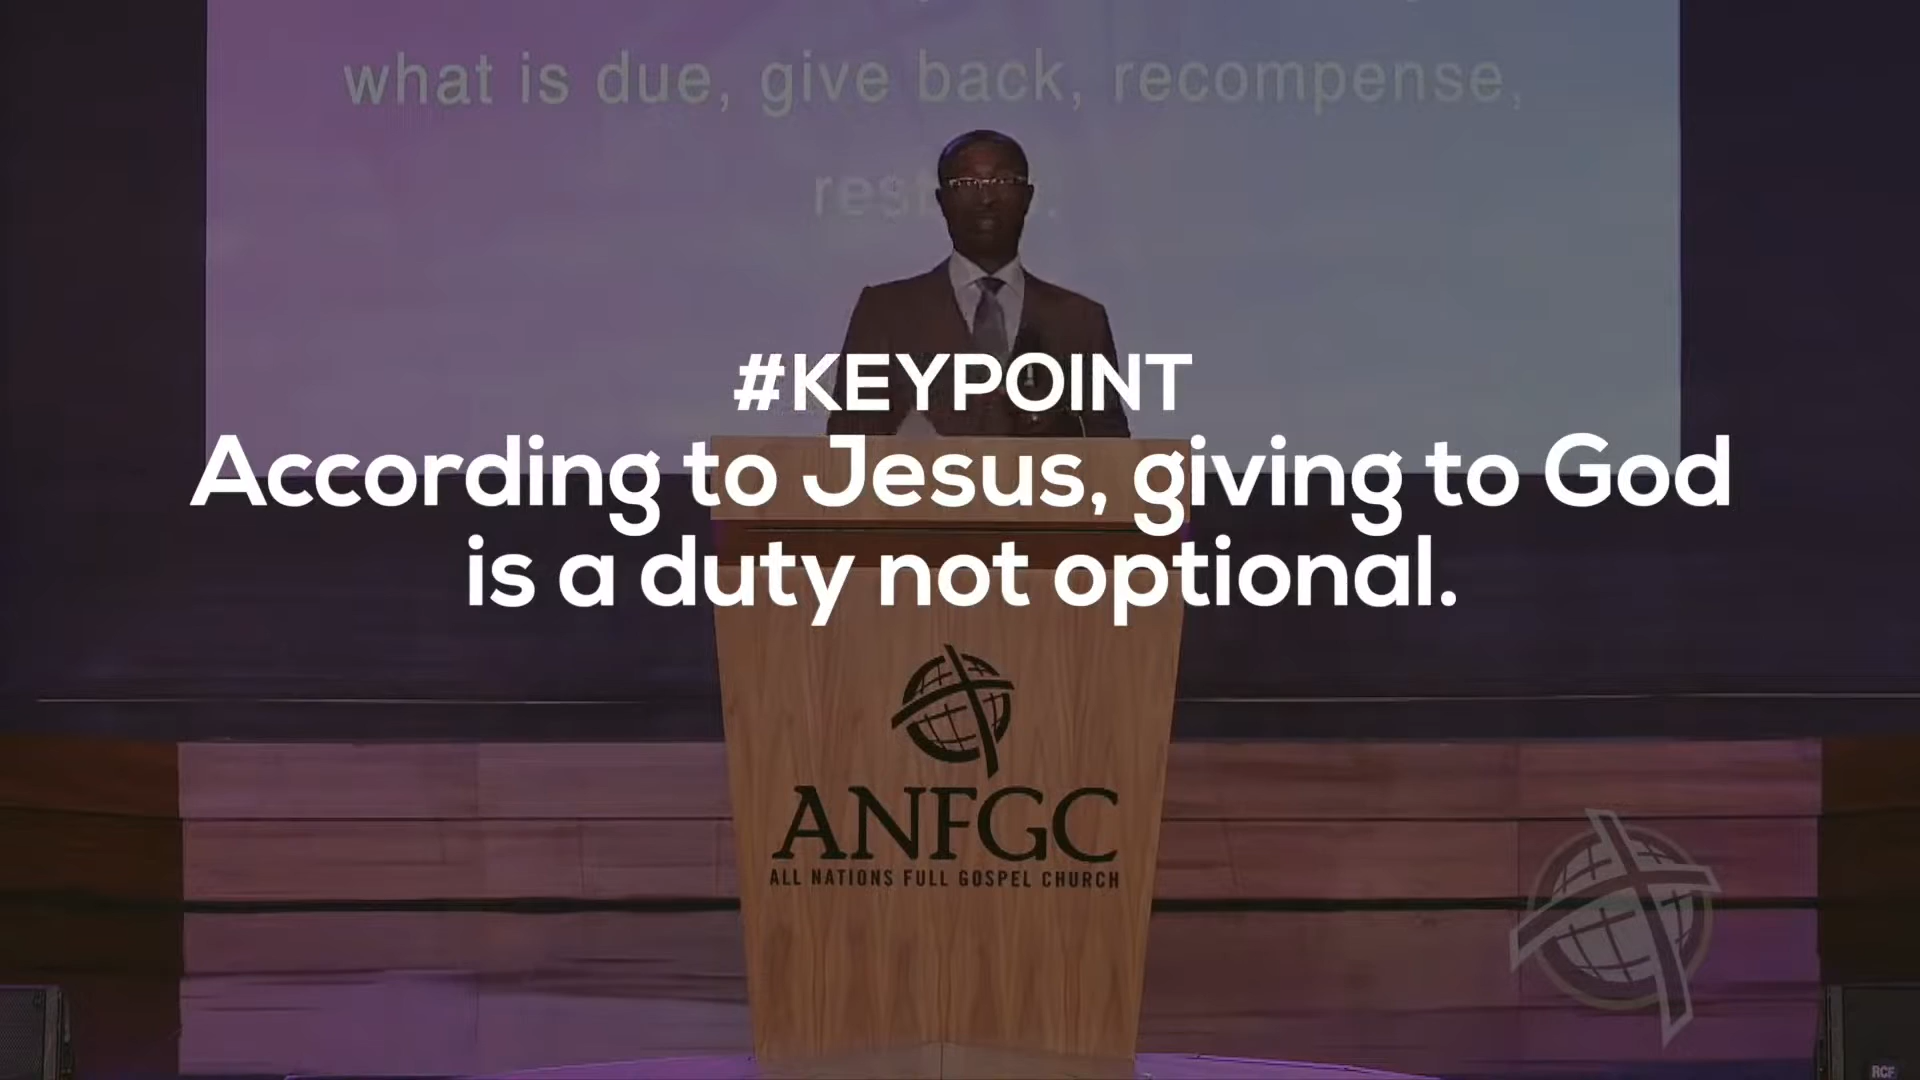 what is due, give back, recompense,
#KEYPOINT
According to Jesus, giving to God
is a duty not optional.
ANFGC
ALL NATIONS FULL GOSPEL CHURCH
RCF